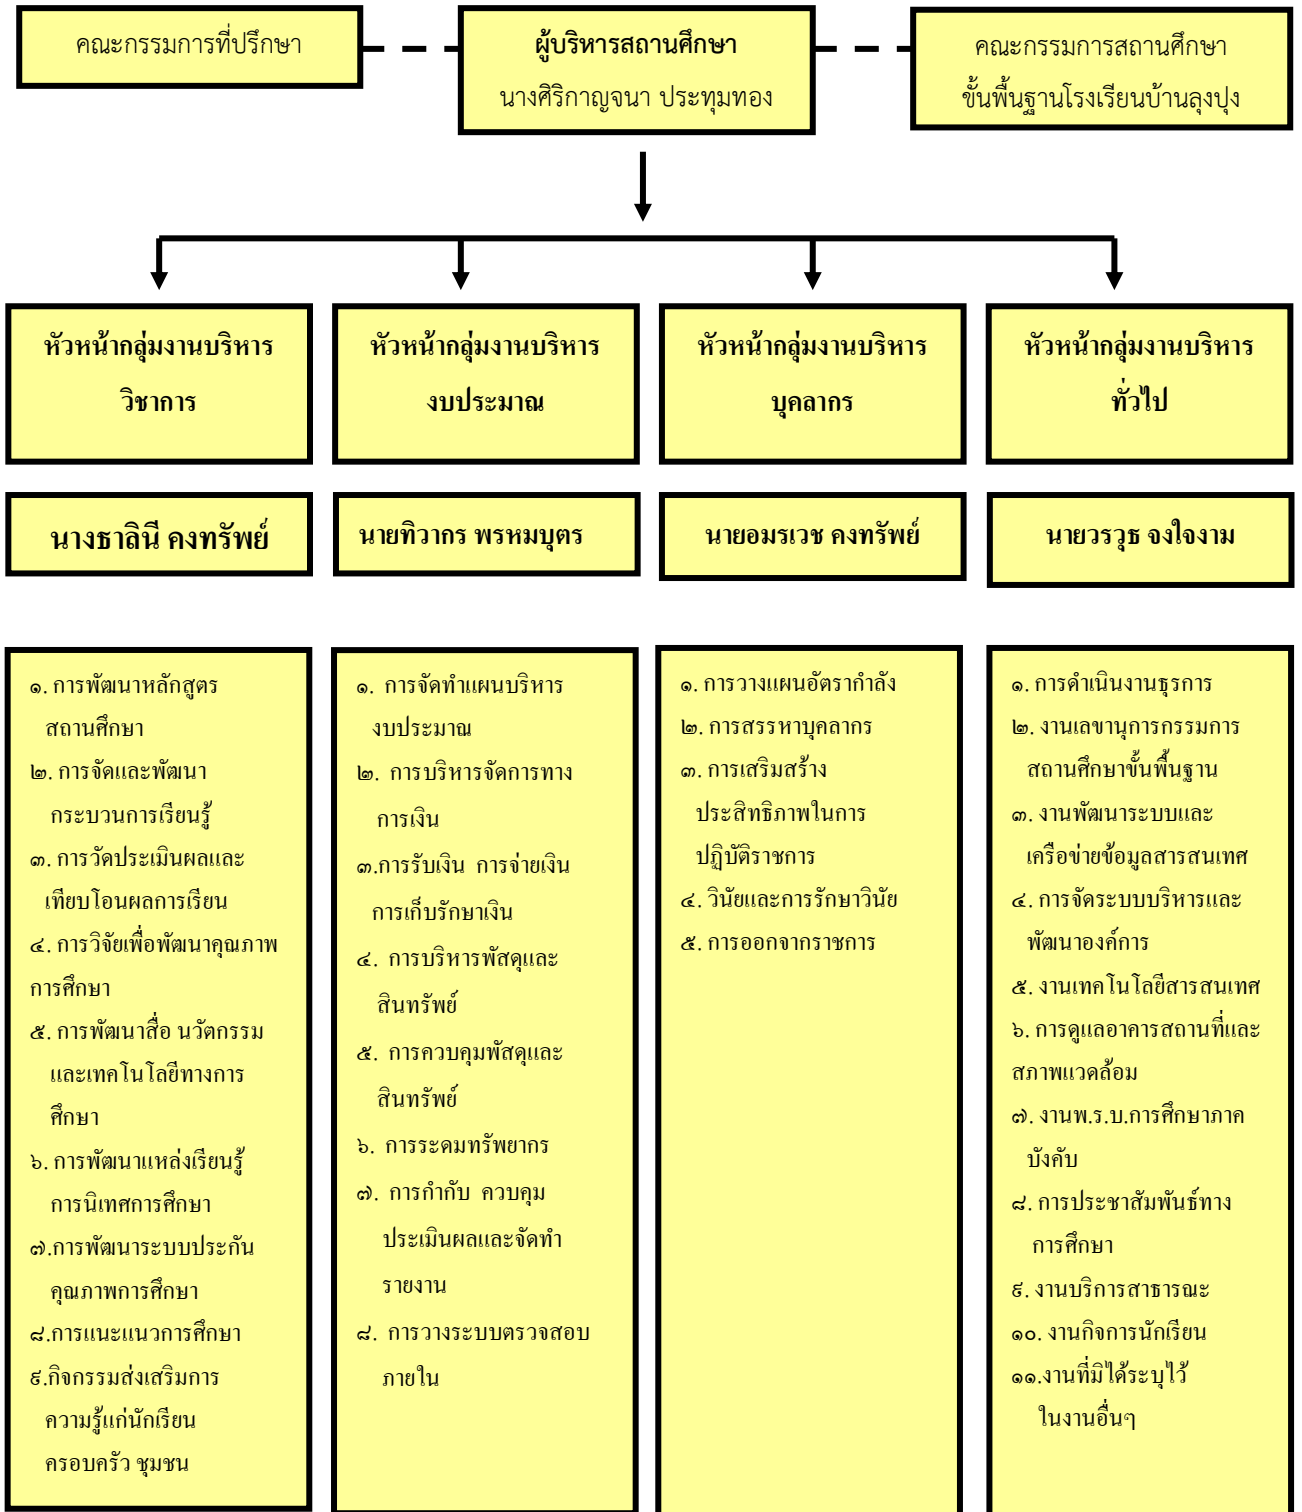 คณะกรรมการที่ปรึกษา
ผู้บริหารสถานศึกษา
นางศิริกาญจนา ประทุมทอง
คณะกรรมการสถานศึกษา
ขั้นพื้นฐานโรงเรียนบ้านลุงปุง
หัวหน้ากลุ่มงานบริหาร
วิชาการ
หัวหน้ากลุ่มงานบริหาร
งบประมาณ
หัวหน้ากลุ่มงานบริหาร
บุคลากร
หัวหน้ากลุ่มงานบริหาร
ทั่วไป
นางธาลินี คงทรัพย์
นายทิวากร พรหมบุตร
นายอมรเวช คงทรัพย์
นายวรวุธ จงใจงาม
๑. การพัฒนาหลักสูตร
สถานศึกษา
๒. การจัดและพัฒนา
กระบวนการเรียนรู้
๓. การวัดประเมินผลและ
เทียบโอนผลการเรียน
๔. การวิจัยเพื่อพัฒนาคุณภาพ
การศึกษา
๕. การพัฒนาสื่อ นวัตกรรม
และเทคโนโลยีทางการ
ศึกษา
๖. การพัฒนาแหล่งเรียนรู้
การนิเทศการศึกษา
๗.การพัฒนาระบบประกัน
คุณภาพการศึกษา
๘.การแนะแนวการศึกษา
๙.กิจกรรมส่งเสริมการ
ความรู้แก่นักเรียน
ครอบครัว ชุมชน
๑. การจัดทำแผนบริหาร
งบประมาณ
๒. การบริหารจัดการทาง
การเงิน
๓.การรับเงิน การจ่ายเงิน
การเก็บรักษาเงิน
๔. การบริหารพัสดุและ
สินทรัพย์
๕. การควบคุมพัสดุและ
สินทรัพย์
๖. การระดมทรัพยากร
๗. การกำกับ ควบคุม
ประเมินผลและจัดทำ
รายงาน
๘. การวางระบบตรวจสอบ
ภายใน
๑. การวางแผนอัตรากำลัง
๒. การสรรหาบุคลากร
๓. การเสริมสร้าง
ประสิทธิภาพในการ
ปฏิบัติราชการ
๔. วินัยและการรักษาวินัย
๕. การออกจากราชการ
๑. การดำเนินงานธุรการ
๒. งานเลขานุการกรรมการ
สถานศึกษาขั้นพื้นฐาน
๓. งานพัฒนาระบบและ
เครือข่ายข้อมูลสารสนเทศ
๔. การจัดระบบบริหารและ
พัฒนาองค์การ
๕. งานเทคโนโลยีสารสนเทศ
๖. การดูแลอาคารสถานที่และ
สภาพแวดล้อม
๗. งานพ.ร.บ.การศึกษาภาค
บังคับ
๘. การประชาสัมพันธ์ทาง
การศึกษา
๙. งานบริการสาธารณะ
๑๐. งานกิจการนักเรียน
๑๑.งานที่มิได้ระบุไว้
ในงานอื่นๆ